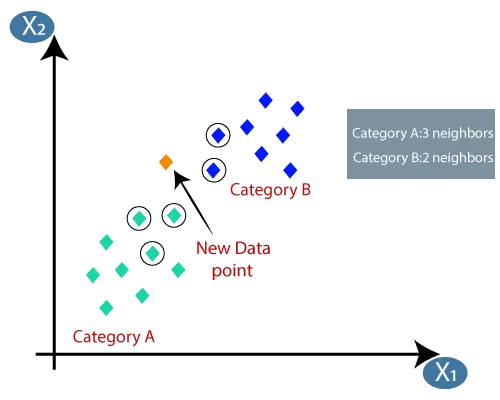 X2
Category A:3 neighbors
Category B:2 neighbors
Category B
New Data
point
Category A
X1